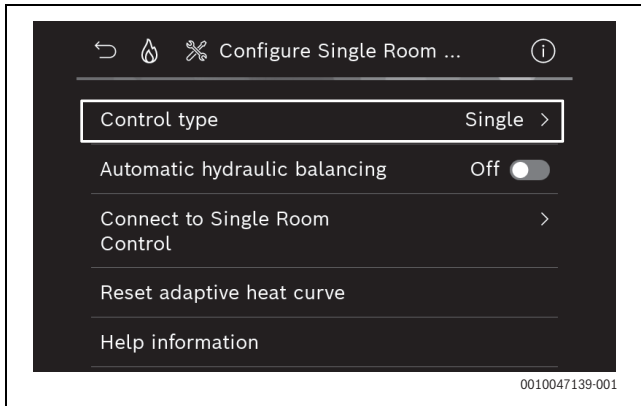 Configure Single Room ...
Control type Single >
Automatic hydraulic balancing Off
Connect to Single Room >
Control
Reset adaptive heat curve
Help information
0010047139-001